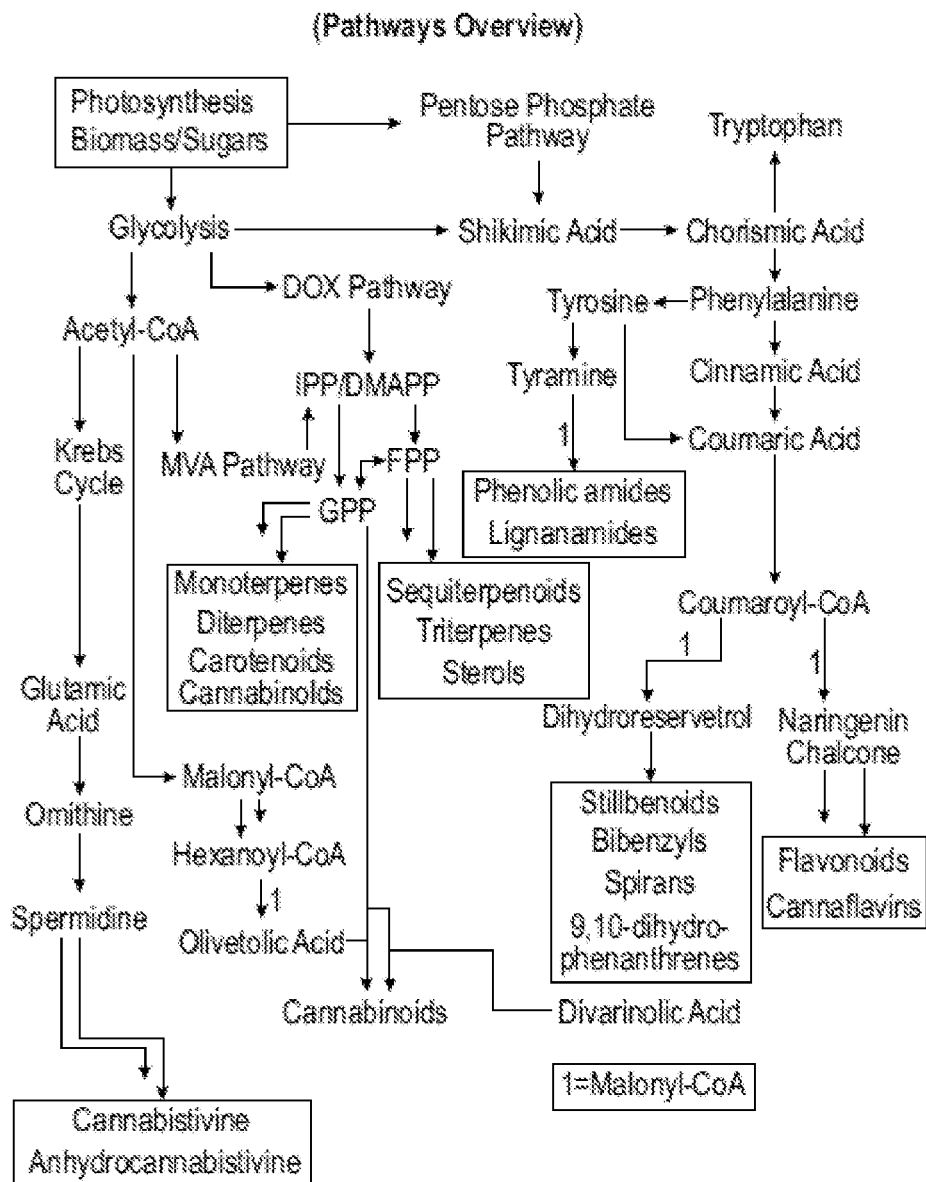 (Pathways Overview)
Photosynthesis
Biomass/Sugars
Pentose Phosphate
Pathway
Tryptophan
Glycolysis
Shikimic Acid
Chorismic Acid
DOX Pathway
Tyrosine
Phenylalanine
Acetyl-CoA
IPP/DMAPP
Tyramine
Cinnamic Acid
1
Coumaric Acid
Krebs
Cycle
MVA Pathway
FPP
GPP
Phenolic amides
Lignanamides
Monoterpenes
Diterpenes
Carotenoids
Cannabinoids
Sequiterpenoids
Triterpenes
Sterols
Coumaroyl-CoA
1
1
Glutamic
Acid
Dihydroreservetrol
Naringenin
Chalcone
Malonyl-CoA
Ornithine
Hexanoyl-CoA
1
Stillbenoids
Bibenzyls
Spirans
9,10-dihydro-
phenanthrenes
Flavonoids
Cannaflavins
Spermidine
Olivetolic Acid
Cannabinoids
Divarinolic Acid
1=Malonyl-CoA
Cannabistivine
Anhydrocannabistivine